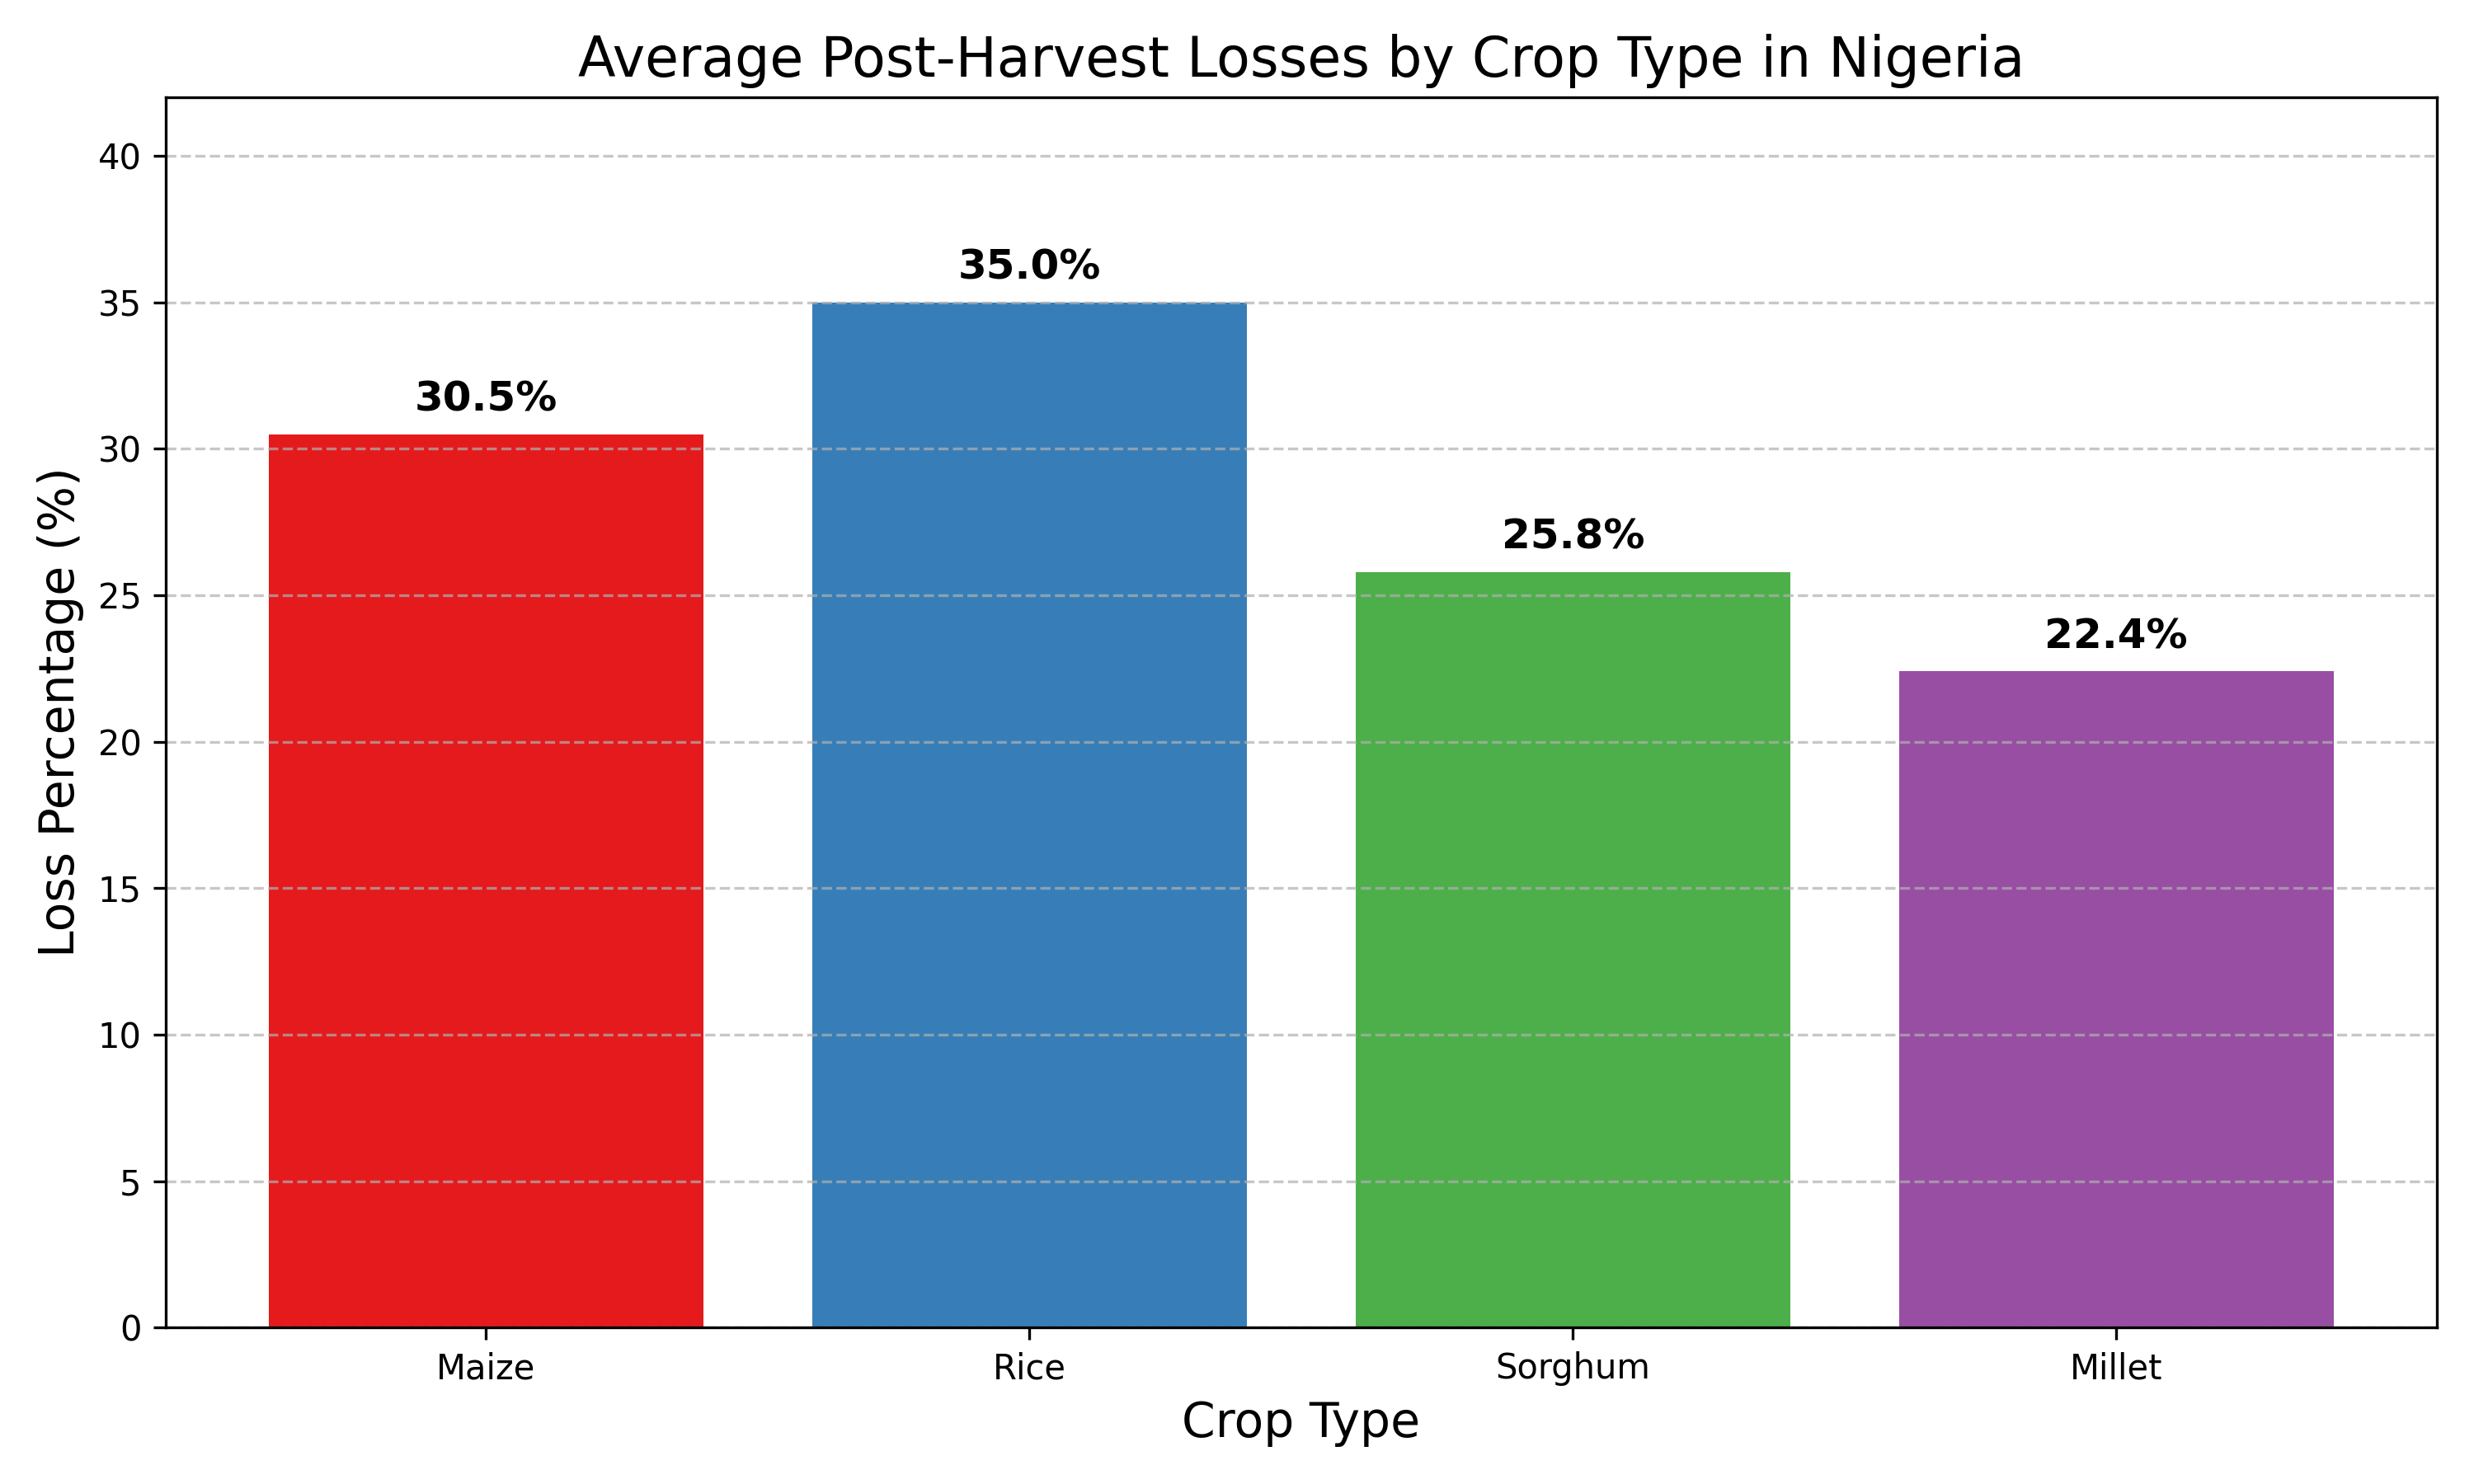 Average Post-Harvest Losses by Crop Type in Nigeria
Loss Percentage (%)
40
35
30
25
20
15
10
5
0
30.5%
35.0%
25.8%
22.4%
Maize
Rice
Sorghum
Millet
Crop Type